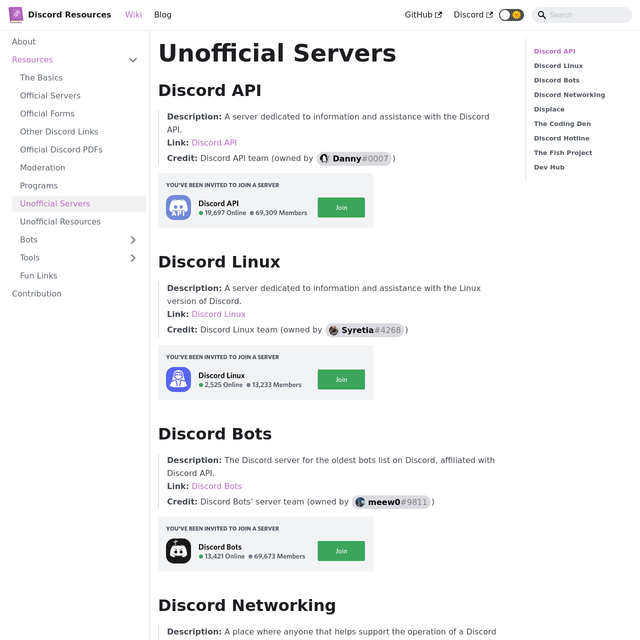 Discord Resources Wiki Blog GitHub Discord Search
About
Resources
The Basics
Official Servers
Official Forms
Other Discord Links
Official Discord PDFs
Moderation
Programs
Unofficial Servers
Unofficial Resources
Bots
Tools
Fun Links
Contribution
Unofficial Servers
Discord API
Description: A server dedicated to information and assistance with the Discord
API.
Link: Discord API
Credit: Discord API team (owned by Danny#0007)
YOU'VE BEEN INVITED TO JOIN A SERVER
API
Discord API
19,697 Online 69,309 Members
Join
Discord Linux
Description: A server dedicated to information and assistance with the Linux
version of Discord.
Link: Discord Linux
Credit: Discord Linux team (owned by Syretia#4268)
YOU'VE BEEN INVITED TO JOIN A SERVER
Discord Linux
2,525 Online 13,233 Members
Join
Discord Bots
Description: The Discord server for the oldest bots list on Discord, affiliated with
Discord API.
Link: Discord Bots
Credit: Discord Bots' server team (owned by meew0#9811)
YOU'VE BEEN INVITED TO JOIN A SERVER
Discord Bots
13,421 Online 69,673 Members
Join
Discord Networking
Description: A place where anyone that helps support the operation of a Discord
Discord API
Discord Linux
Discord Bots
Discord Networking
Displace
The Coding Den
Discord Hotline
The Fish Project
Dev Hub